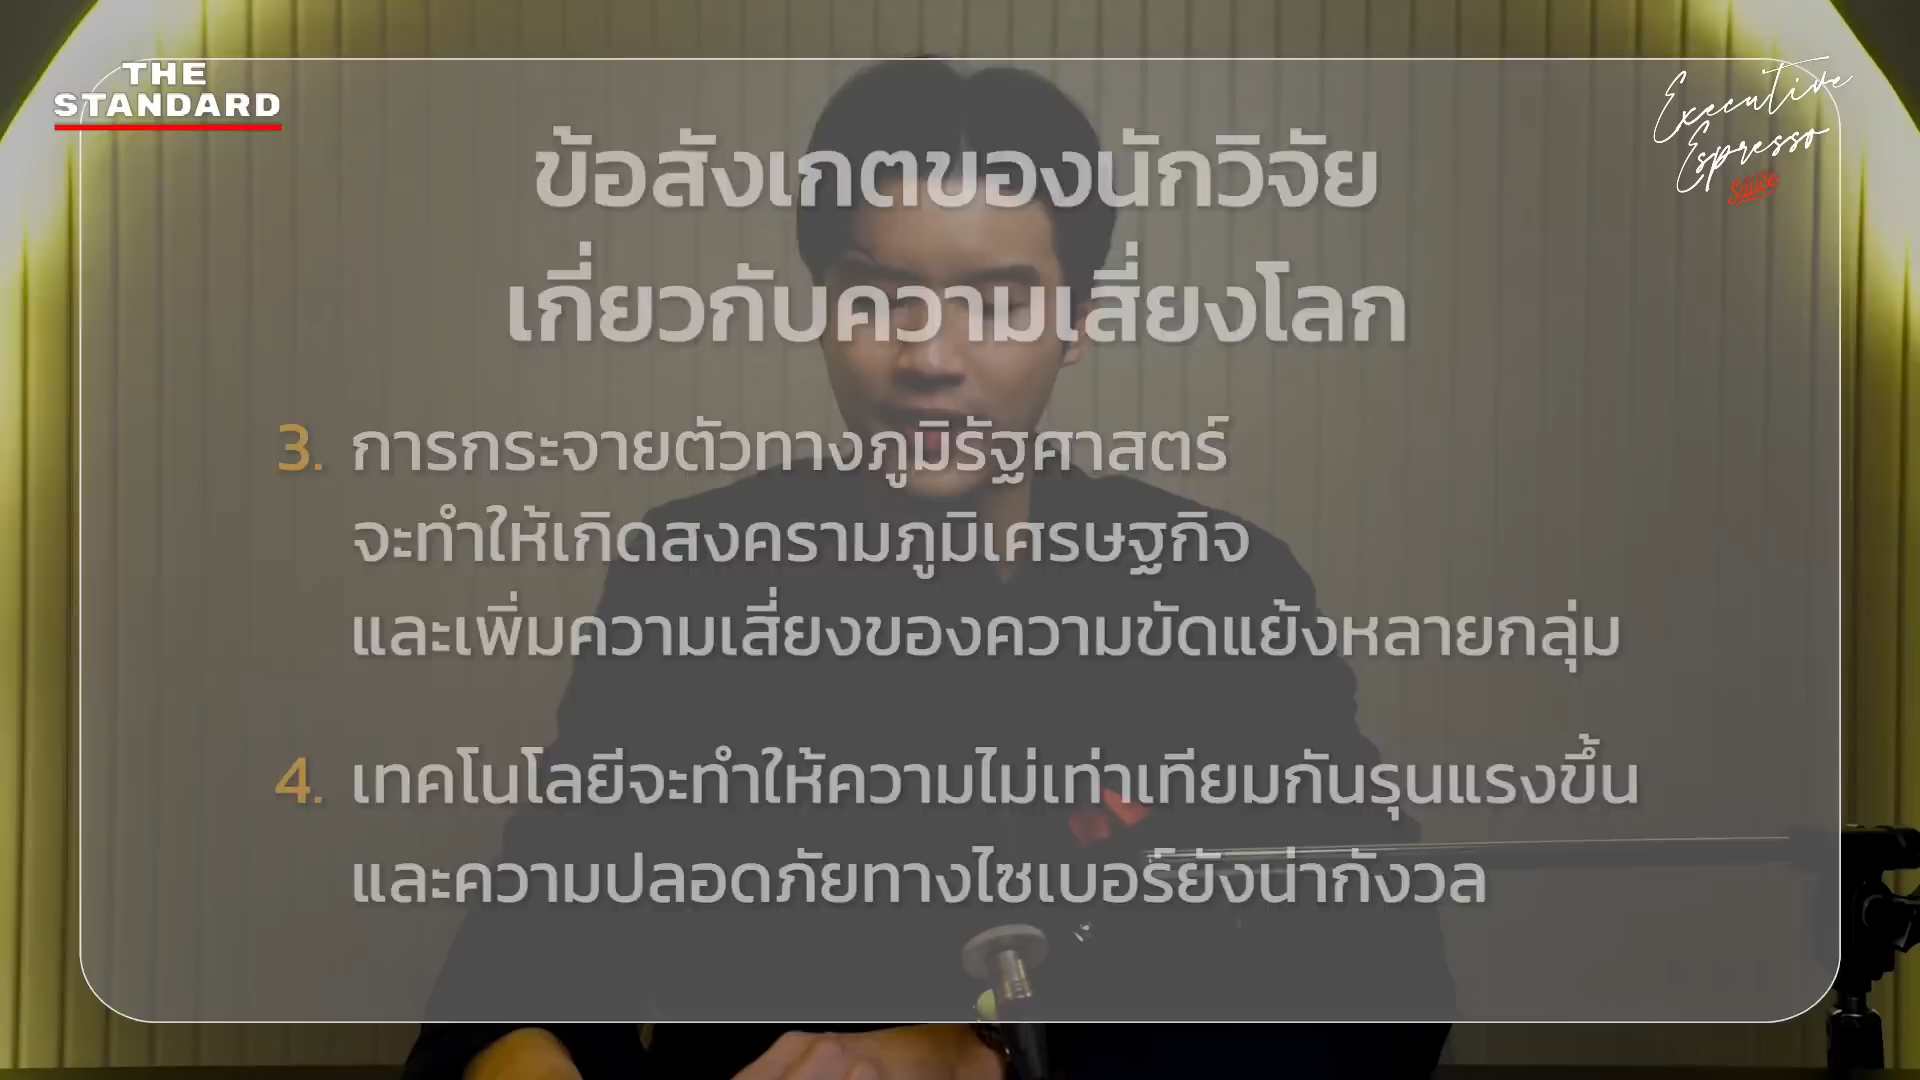 THE
STANDARD
Executive
Espresso
ข้อสังเกตของนักวิจัย
เกี่ยวกับความเสี่ยงโลก
3. การกระจายตัวทางภูมิรัฐศาสตร์
จะทำให้เกิดสงครามภูมิเศรษฐกิจ
และเพิ่มความเสี่ยงของความขัดแย้งหลายกลุ่ม
4. เทคโนโลยีจะทำให้ความไม่เท่าเทียมกันรุนแรงขึ้น
และความปลอดภัยทางไซเบอร์ยังน่ากังวล